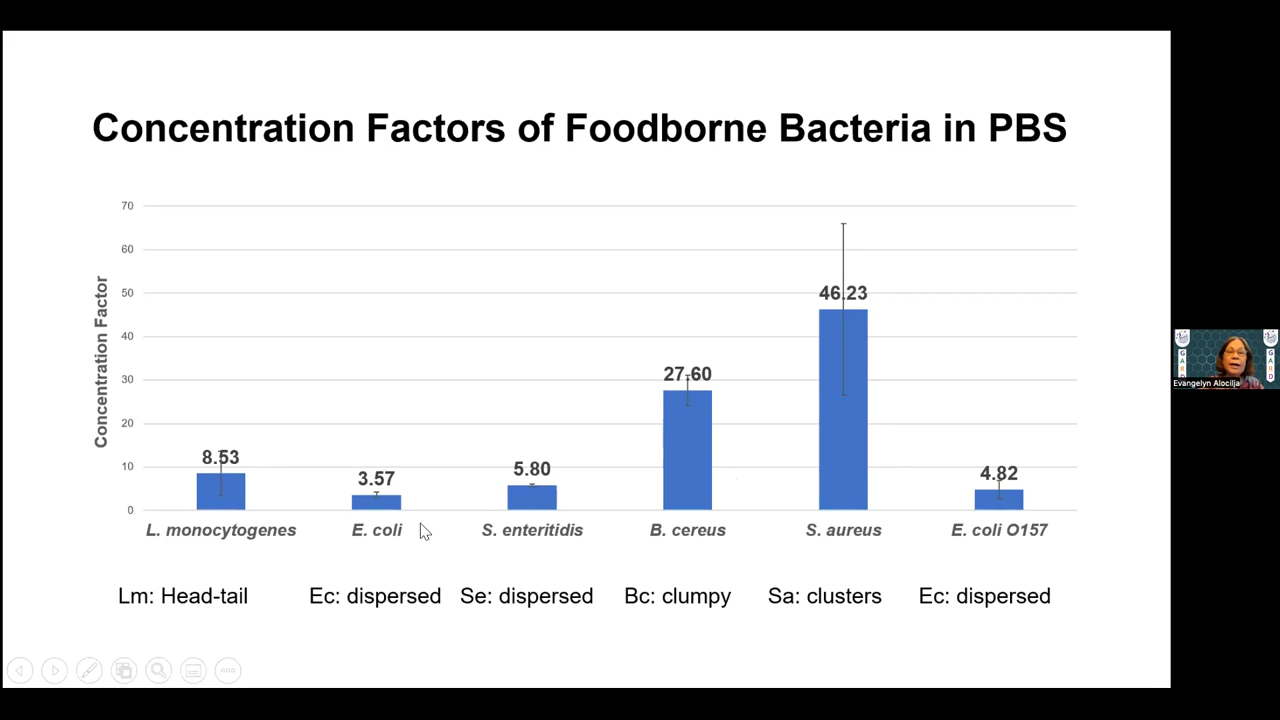 Concentration Factors of Foodborne Bacteria in PBS
70
60
50
40
30
20
10
0
Concentration Factor
8.53
3.57
5.80
27.60
46.23
4.82
L. monocytogenes E. coli S. enteritidis B. cereus S. aureus E. coli O157
Lm: Head-tail Ec: dispersed Se: dispersed Bc: clumpy Sa: clusters Ec: dispersed
GARD
GARD
Evangelyn Alocilja